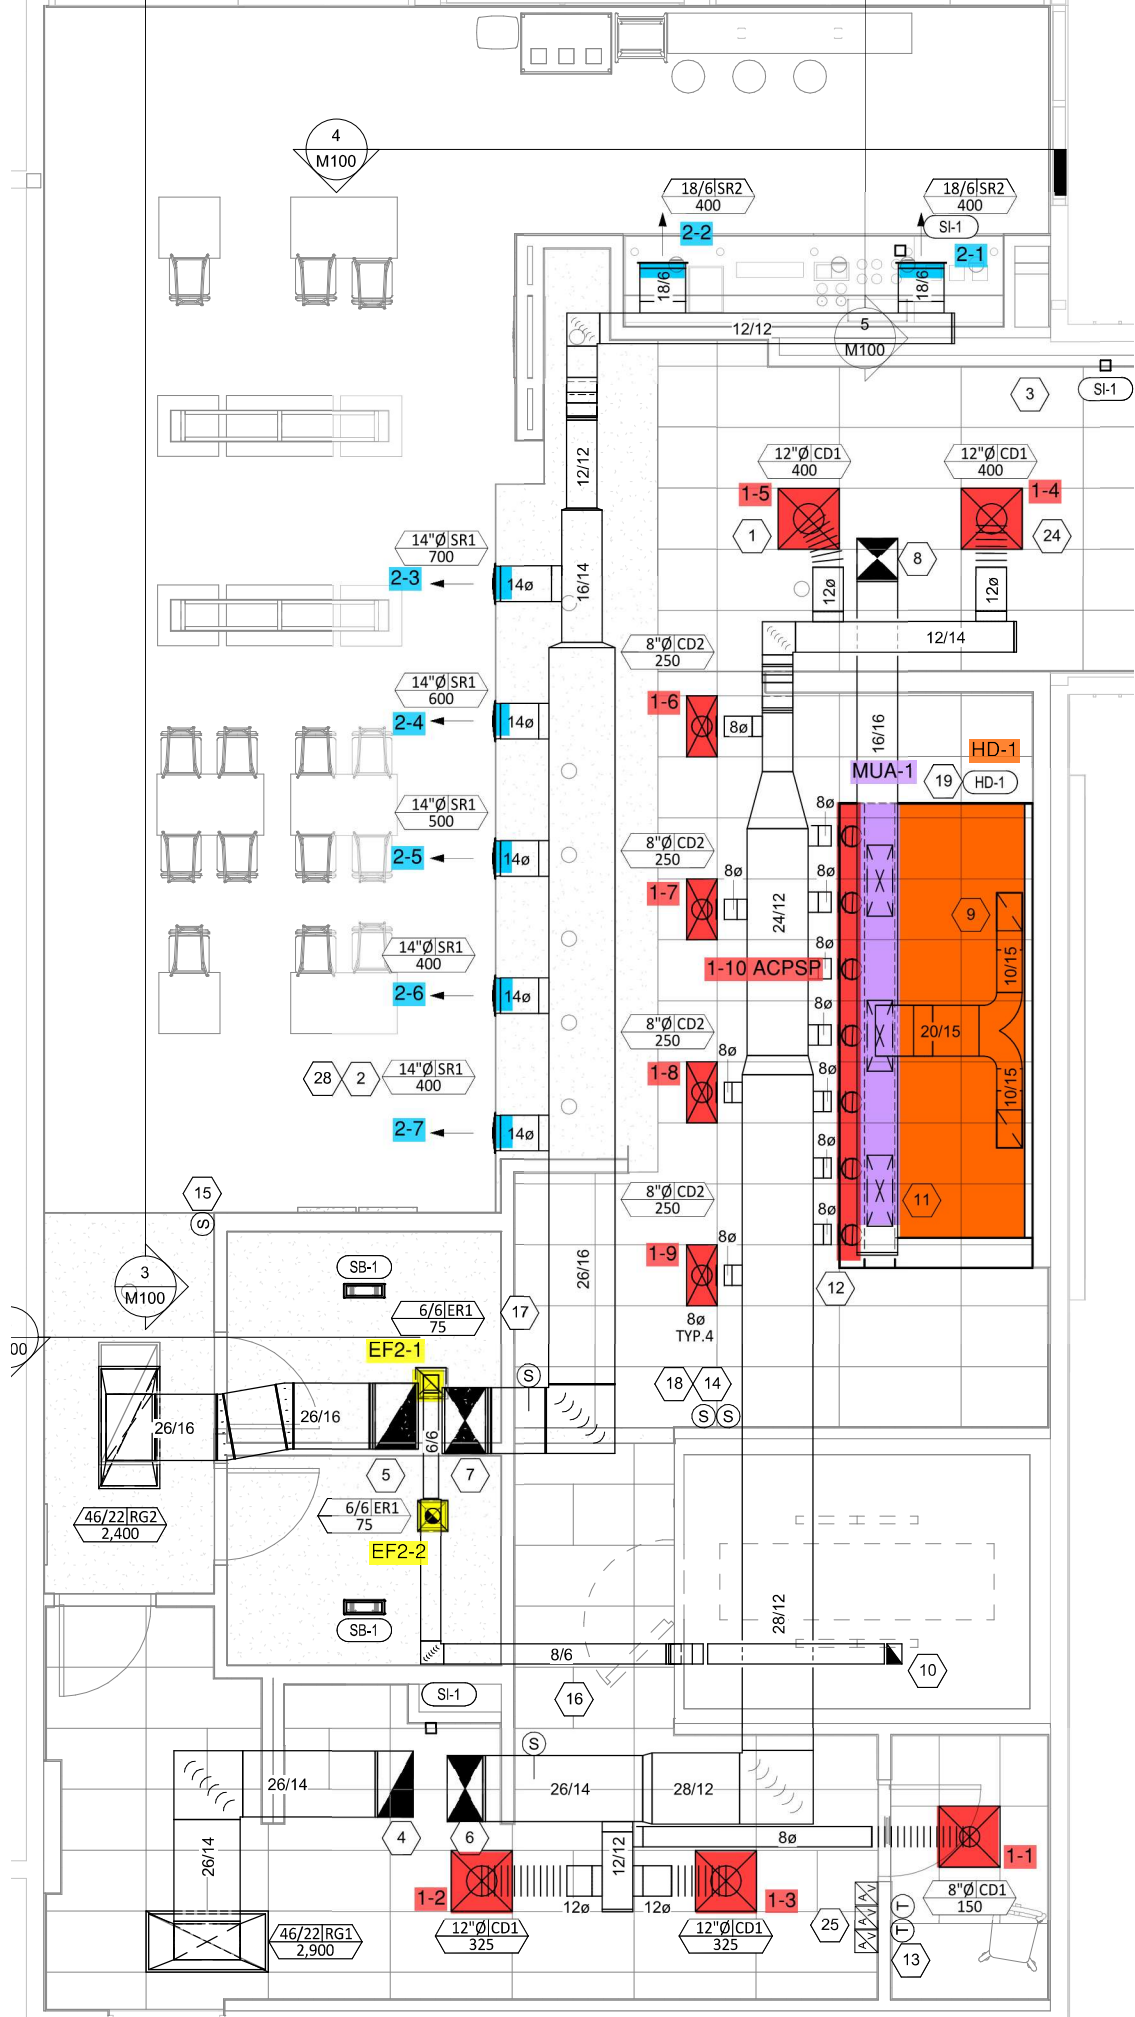 4
M100
18/6 SR2
400
18/6 SR2
400
SI-1
2-2
2-1
18/6
18/6
12/12
5
M100
3
SI-1
12/12
12"Ø CD1
400
12"Ø CD1
400
1-5
1-4
1
8
24
14"Ø SR1
700
2-3
14ø
16/14
12ø
12ø
12/14
8"Ø CD2
250
14"Ø SR1
600
1-6
2-4
14ø
8ø
16/16
HD-1
MUA-1
19
HD-1
14"Ø SR1
500
8ø
2-5
14ø
8"Ø CD2
250
8ø
8ø
1-7
24/12
9
14"Ø SR1
400
8ø
1-10 ACPSP
10/15
2-6
14ø
8ø
8"Ø CD2
250
20/15
8ø
28
2
14"Ø SR1
400
1-8
8ø
10/15
2-7
14ø
8ø
15
S
8"Ø CD2
250
11
8ø
8ø
1-9
SB-1
3
M100
26/16
12
6/6 ER1
75
17
8ø
TYP.4
00
EF2-1
S
18
14
S
S
26/16
26/16
6/6
5
7
46/22 RG2
2,400
6/6 ER1
75
EF2-2
28/12
SB-1
8/6
10
SI-1
16
S
26/14
26/14
28/12
4
6
8ø
26/14
12/12
1-1
1-2
1-3
12ø
12ø
8"Ø CD1
150
A V
A V
A V
T
T
25
12"Ø CD1
325
12"Ø CD1
325
46/22 RG1
2,900
13